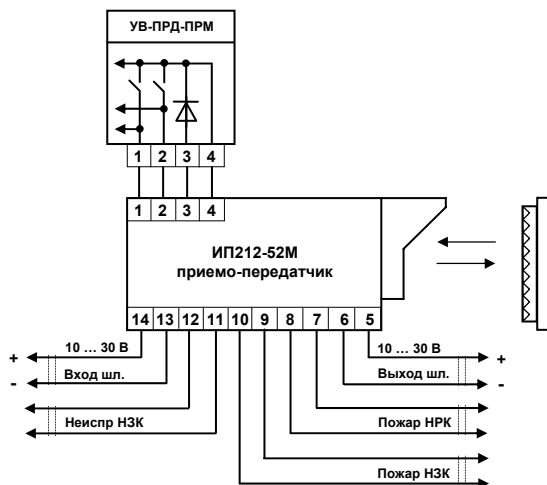 УВ-ПРД-ПРМ
1 2 3 4
1 2 3 4
ИП212-52М
приемо-передатчик
14 13 12 11 10 9 8 7 6 5
+ 10 ... 30 В 10 ... 30 В +
- Вход шл. Выход шл. -
Неиспр НЗК Пожар НРК
Пожар НЗК